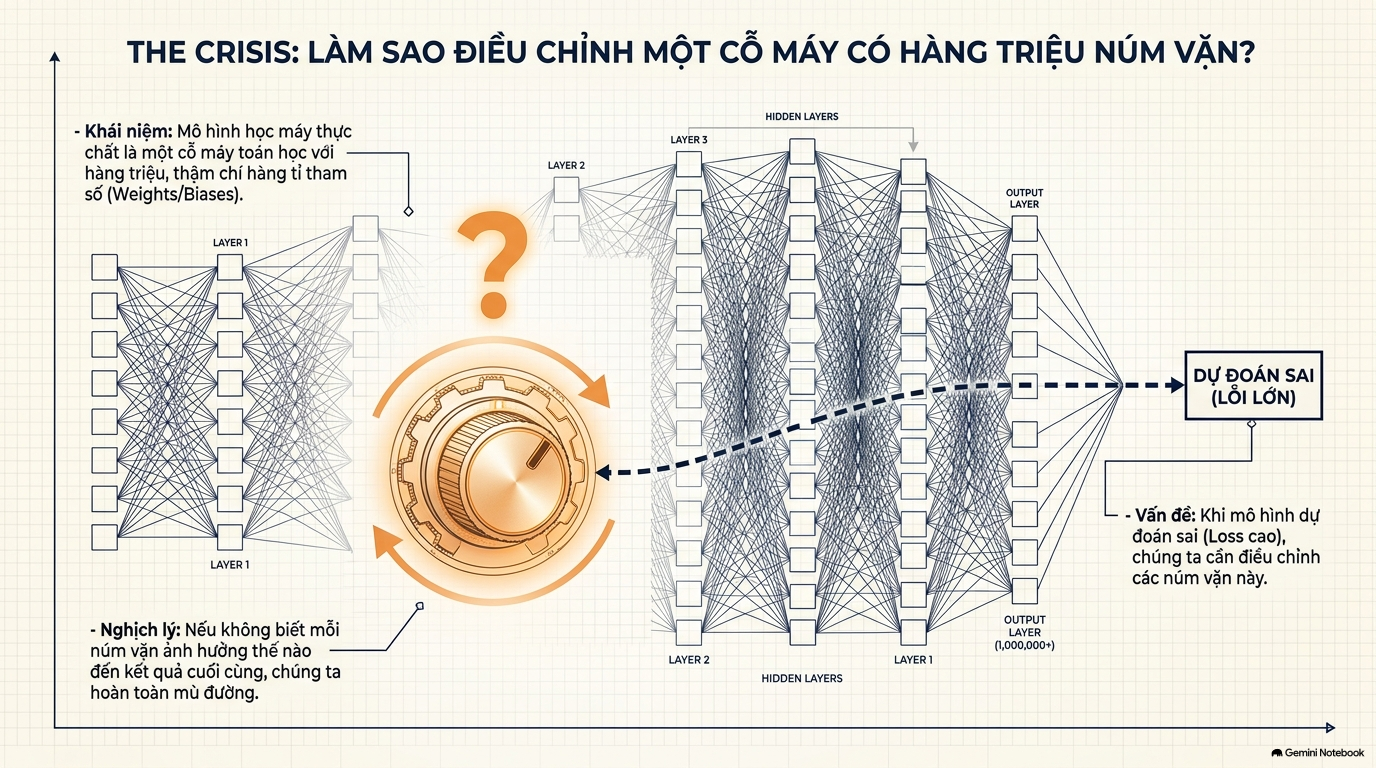 THE CRISIS: LÀM SAO ĐIỀU CHỈNH MỘT CỖ MÁY CÓ HÀNG TRIỆU NÚM VẶN?
- Khái niệm: Mô hình học máy thực
chất là một cỗ máy toán học với
hàng triệu, thậm chí hàng tỉ tham
số (Weights/Biases).
HIDDEN LAYERS
LAYER 3
LAYER 2
OUTPUT
LAYER
LAYER 1
?
DỰ ĐOÁN SAI
(LỖI LỚN)
- Vấn đề: Khi mô hình dự
đoán sai (Loss cao),
chúng ta cần điều chỉnh
các núm vặn này.
LAYER 1
- Nghịch lý: Nếu không biết mỗi
núm vặn ảnh hưởng thế nào
đến kết quả cuối cùng, chúng ta
hoàn toàn mù đường.
OUTPUT
LAYER
(1,000,000+)
LAYER 2
LAYER 1
HIDDEN LAYERS
Gemini Notebook